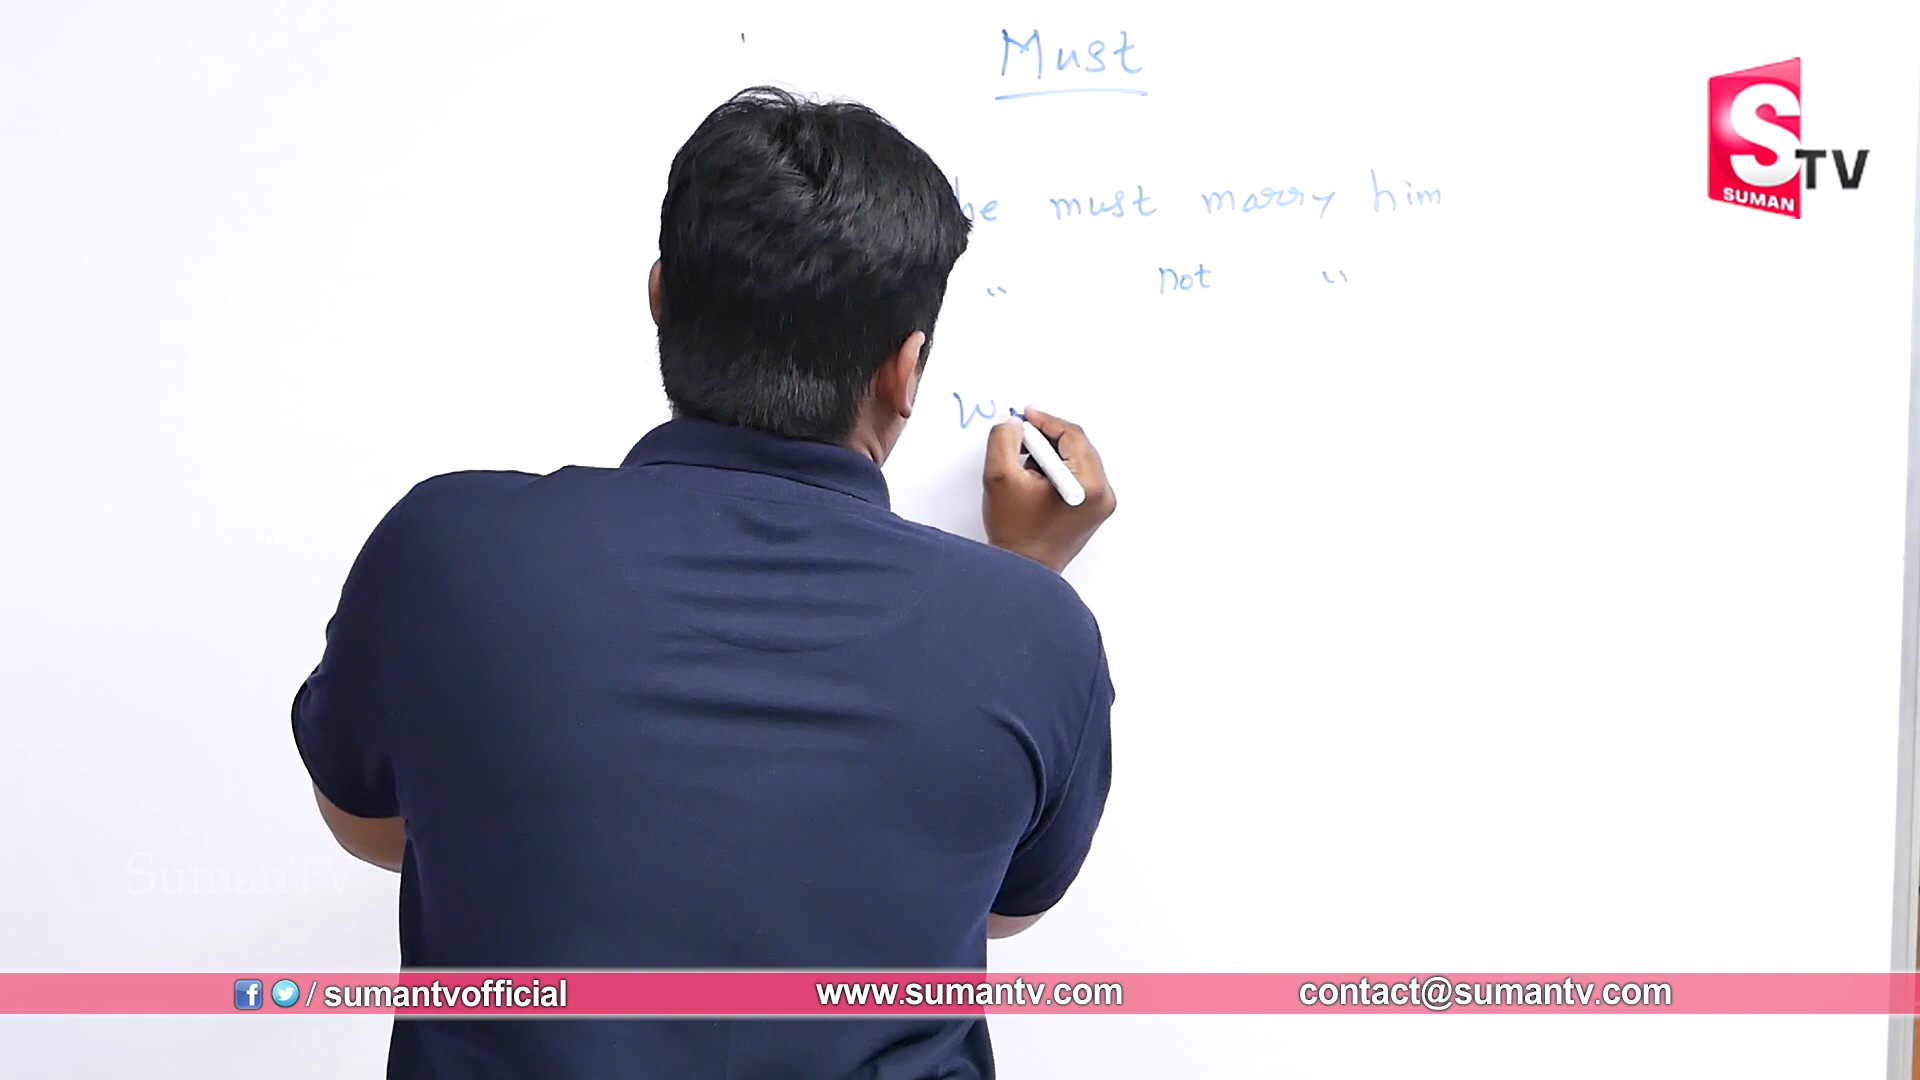 Must
he must marry him
" not "
W
S TV
SUMAN
SumanTV
/ sumantvofficial
www.sumantv.com
contact@sumantv.com